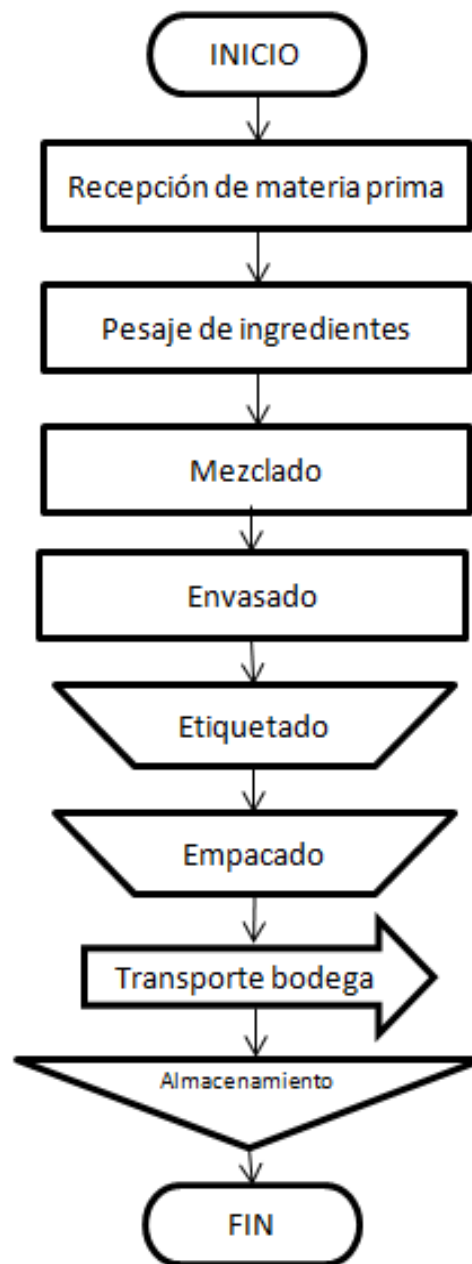 INICIO
Recepción de materia prima
Pesaje de ingredientes
Mezclado
Envasado
Etiquetado
Empacado
Transporte bodega
Almacenamiento
FIN